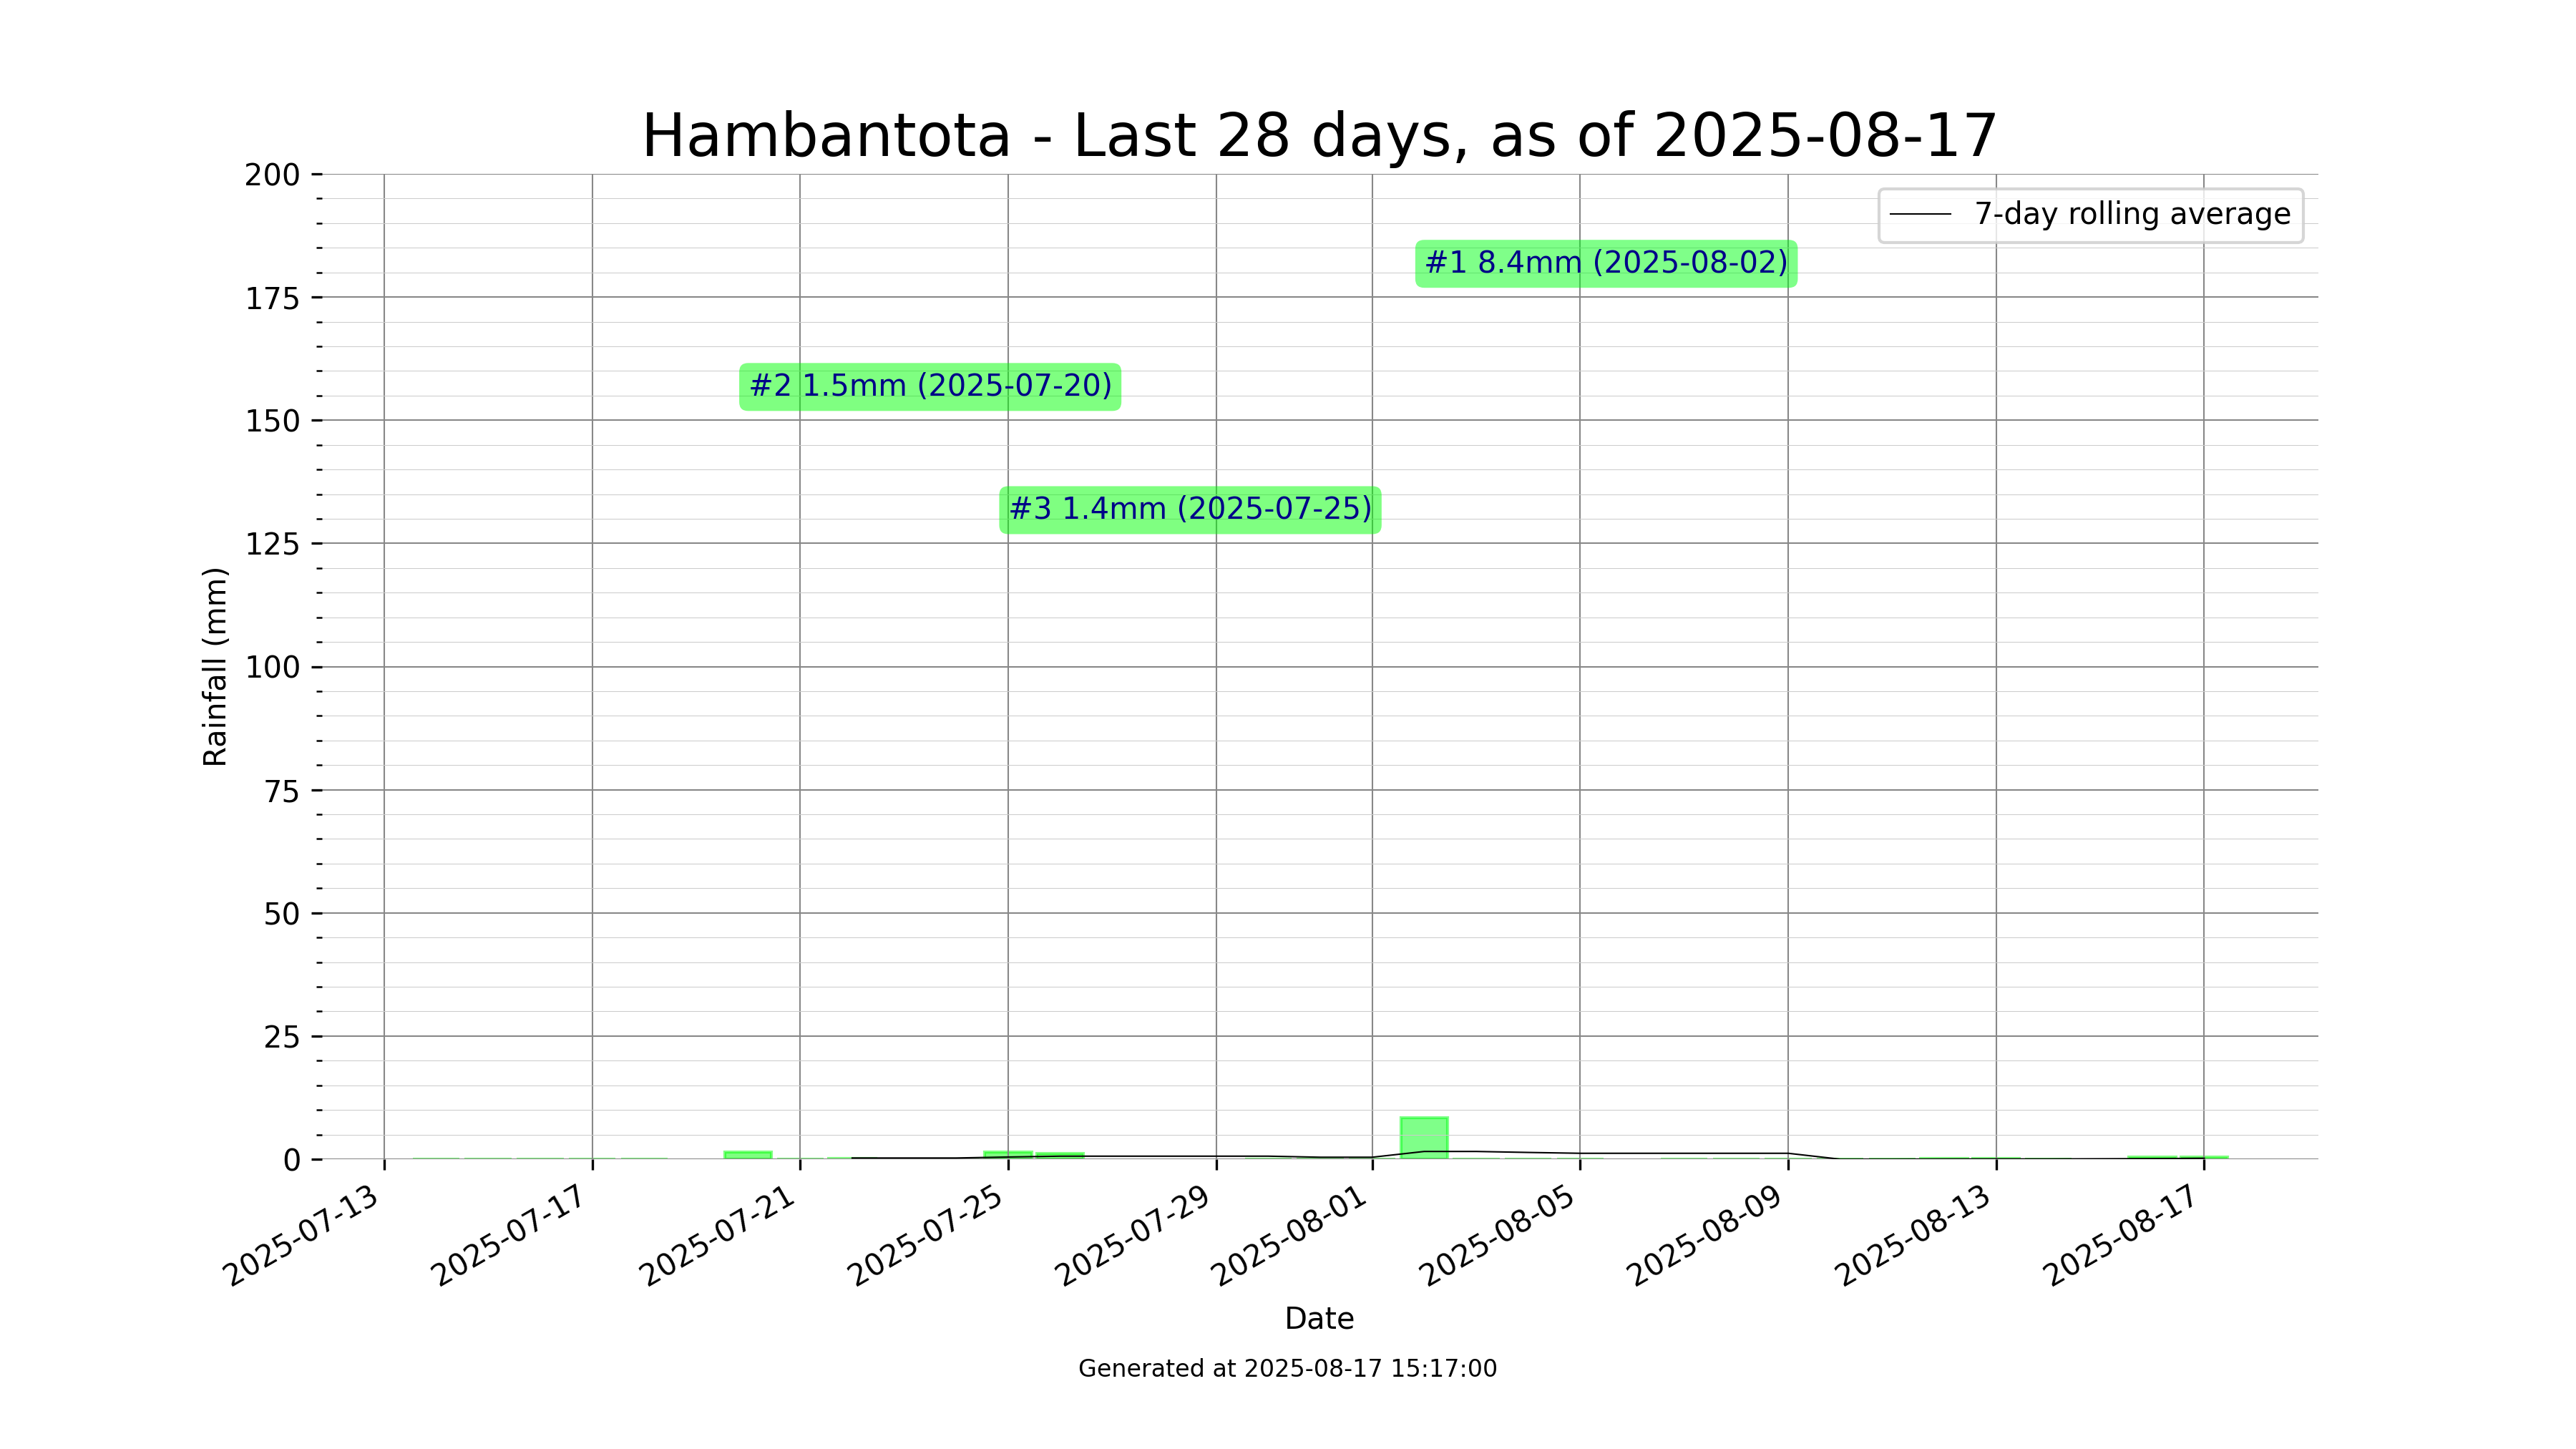 Hambantota - Last 28 days, as of 2025-08-17
7-day rolling average
#1 8.4mm (2025-08-02)
#2 1.5mm (2025-07-20)
#3 1.4mm (2025-07-25)
Rainfall (mm)
200
175
150
125
100
75
50
25
0
2025-07-13
2025-07-17
2025-07-21
2025-07-25
2025-07-29
2025-08-01
2025-08-05
2025-08-09
2025-08-13
2025-08-17
Date
Generated at 2025-08-17 15:17:00